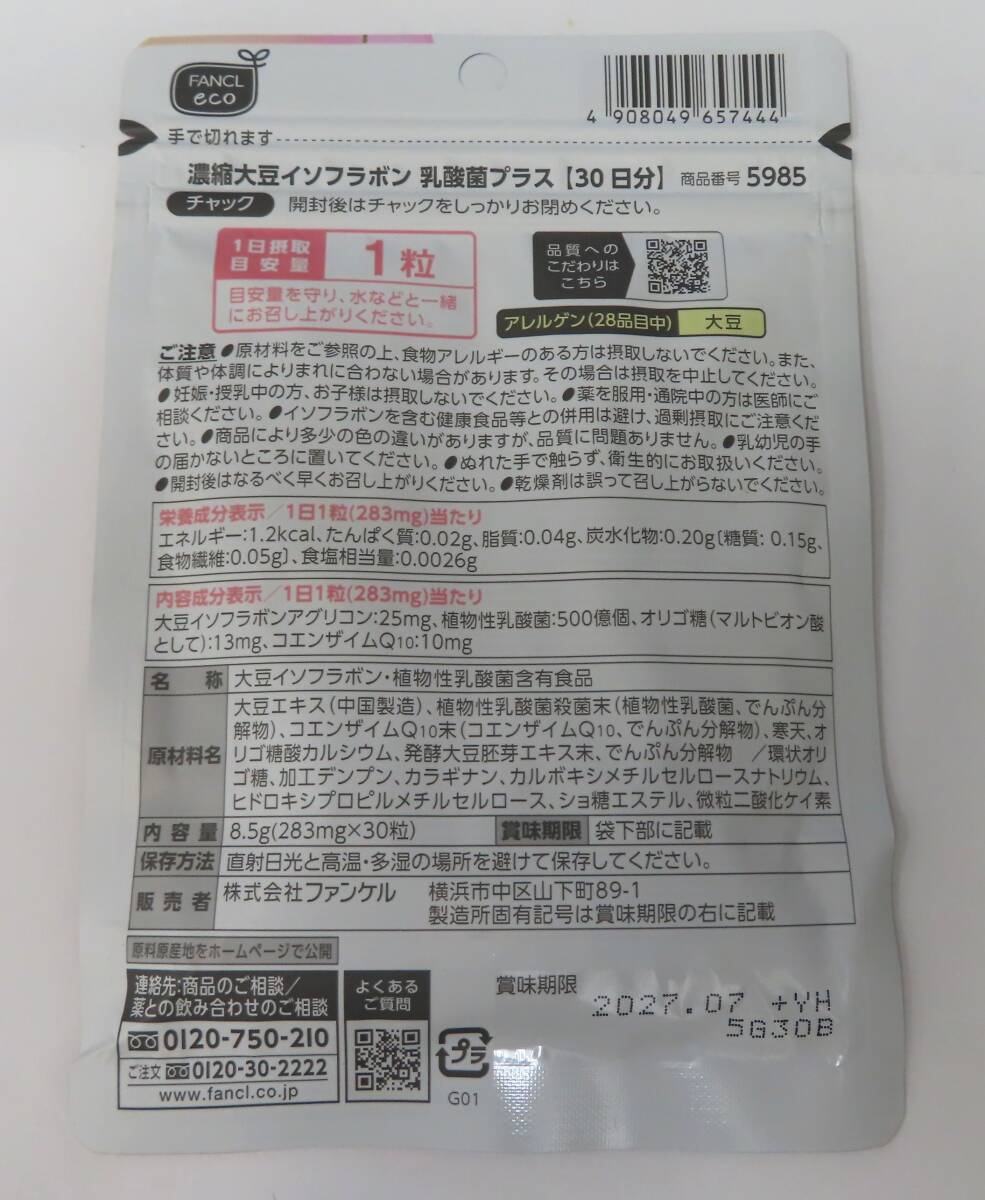 FANCL
eco
4 908049 657444
手で切れます
濃縮大豆イソフラボン 乳酸菌プラス【30日分】 商品番号 5985
チャック 開封後はチャックをしっかりお閉めください。
1日摂取
目安量
1粒
目安量を守り、水などと一緒
にお召し上がりください。
品質への
こだわりは
こちら
アレルゲン(28品目中) 大豆
ご注意 ●原材料をご参照の上、食物アレルギーのある方は摂取しないでください。また、
体質や体調によりまれに合わない場合があります。その場合は摂取を中止してください。
●妊娠・授乳中の方、お子様は摂取しないでください。●薬を服用・通院中の方は医師にご
相談ください。●イソフラボンを含む健康食品等との併用は避け、過剰摂取にご注意くだ
さい。●商品により多少の色の違いがありますが、品質に問題ありません。●乳幼児の手
の届かないところに置いてください。●ぬれた手で触らず、衛生的にお取扱いください。
●開封後はなるべく早くお召し上がりください。●乾燥剤は誤って召し上がらないでください。
栄養成分表示/1日1粒(283mg)当たり
エネルギー:1.2kcal、たんぱく質:0.02g、脂質:0.04g、炭水化物:0.20g〔糖質: 0.15g、
食物繊維:0.05g〕、食塩相当量:0.0026g
内容成分表示/1日1粒(283mg)当たり
大豆イソフラボンアグリコン:25mg、植物性乳酸菌:500億個、オリゴ糖(マルトビオン酸
として):13mg、コエンザイムQ10:10mg
名 称 大豆イソフラボン・植物性乳酸菌含有食品
原材料名
大豆エキス(中国製造)、植物性乳酸菌殺菌末(植物性乳酸菌、でんぷん分
解物)、コエンザイムQ10末(コエンザイムQ10、でんぷん分解物)、寒天、オ
リゴ糖酸カルシウム、発酵大豆胚芽エキス末、でんぷん分解物 /環状オリ
ゴ糖、加工デンプン、カラギナン、カルボキシメチルセルロースナトリウム、
ヒドロキシプロピルメチルセルロース、ショ糖エステル、微粒二酸化ケイ素
内容量 8.5g(283mg×30粒) 賞味期限 袋下部に記載
保存方法 直射日光と高温・多湿の場所を避けて保存してください。
販売者 株式会社ファンケル 横浜市中区山下町89-1
製造所固有記号は賞味期限の右に記載
原料原産地をホームページで公開
連絡先:商品のご相談/
薬との飲み合わせのご相談
0120-750-210
ご注文 0120-30-2222
www.fancl.co.jp
よくある
ご質問
プラ
G01
賞味期限
2027.07 +YH
5G30B